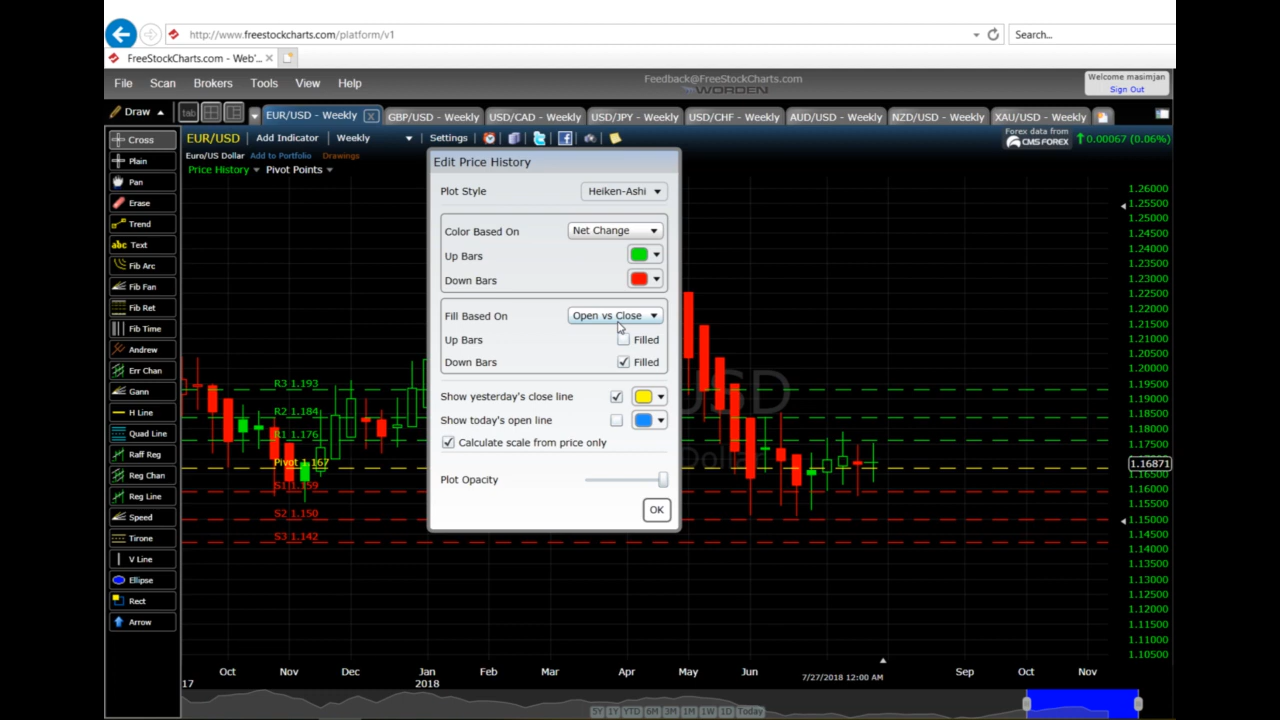 http://www.freestockcharts.com/platform/v1
Search...
FreeStockCharts.com - Web'...
File Scan Brokers Tools View Help
Feedback@FreeStockCharts.com
WORDEN
Welcome masimjan
Sign Out
Draw
tab
EUR/USD - Weekly
GBP/USD - Weekly
USD/CAD - Weekly
USD/JPY - Weekly
USD/CHF - Weekly
AUD/USD - Weekly
NZD/USD - Weekly
XAU/USD - Weekly
EUR/USD Add Indicator Weekly Settings
Forex data from
CMS FOREX
0.00067 (0.06%)
Euro/US Dollar Add to Portfolio Drawings
Price History Pivot Points
Cross
Plain
Pan
Erase
Trend
abc Text
Fib Arc
Fib Fan
Fib Ret
Fib Time
Andrew
Err Chan
Gann
H Line
Quad Line
Raff Reg
Reg Chan
Reg Line
Speed
Tirone
V Line
Ellipse
Rect
Arrow
R3 1.193
R2 1.184
R1 1.176
Pivot 1.167
S1 1.159
S2 1.150
S3 1.142
Edit Price History
Plot Style Heiken-Ashi
Color Based On Net Change
Up Bars
Down Bars
Fill Based On Open vs Close
Up Bars Filled
Down Bars Filled
Show yesterday's close line
Show today's open line
Calculate scale from price only
Plot Opacity
OK
USD
Dollar
1.26000
1.25500
1.25000
1.24500
1.24000
1.23500
1.23000
1.22500
1.22000
1.21500
1.21000
1.20500
1.20000
1.19500
1.19000
1.18500
1.18000
1.17500
1.16871
1.16500
1.16000
1.15500
1.15000
1.14500
1.14000
1.13500
1.13000
1.12500
1.12000
1.11500
1.11000
1.10500
Oct Nov Dec Jan Feb Mar Apr May Jun Sep Oct Nov
17 2018 7/27/2018 12:00 AM
5Y 1Y YTD 6M 3M 1M 1W 1D Today